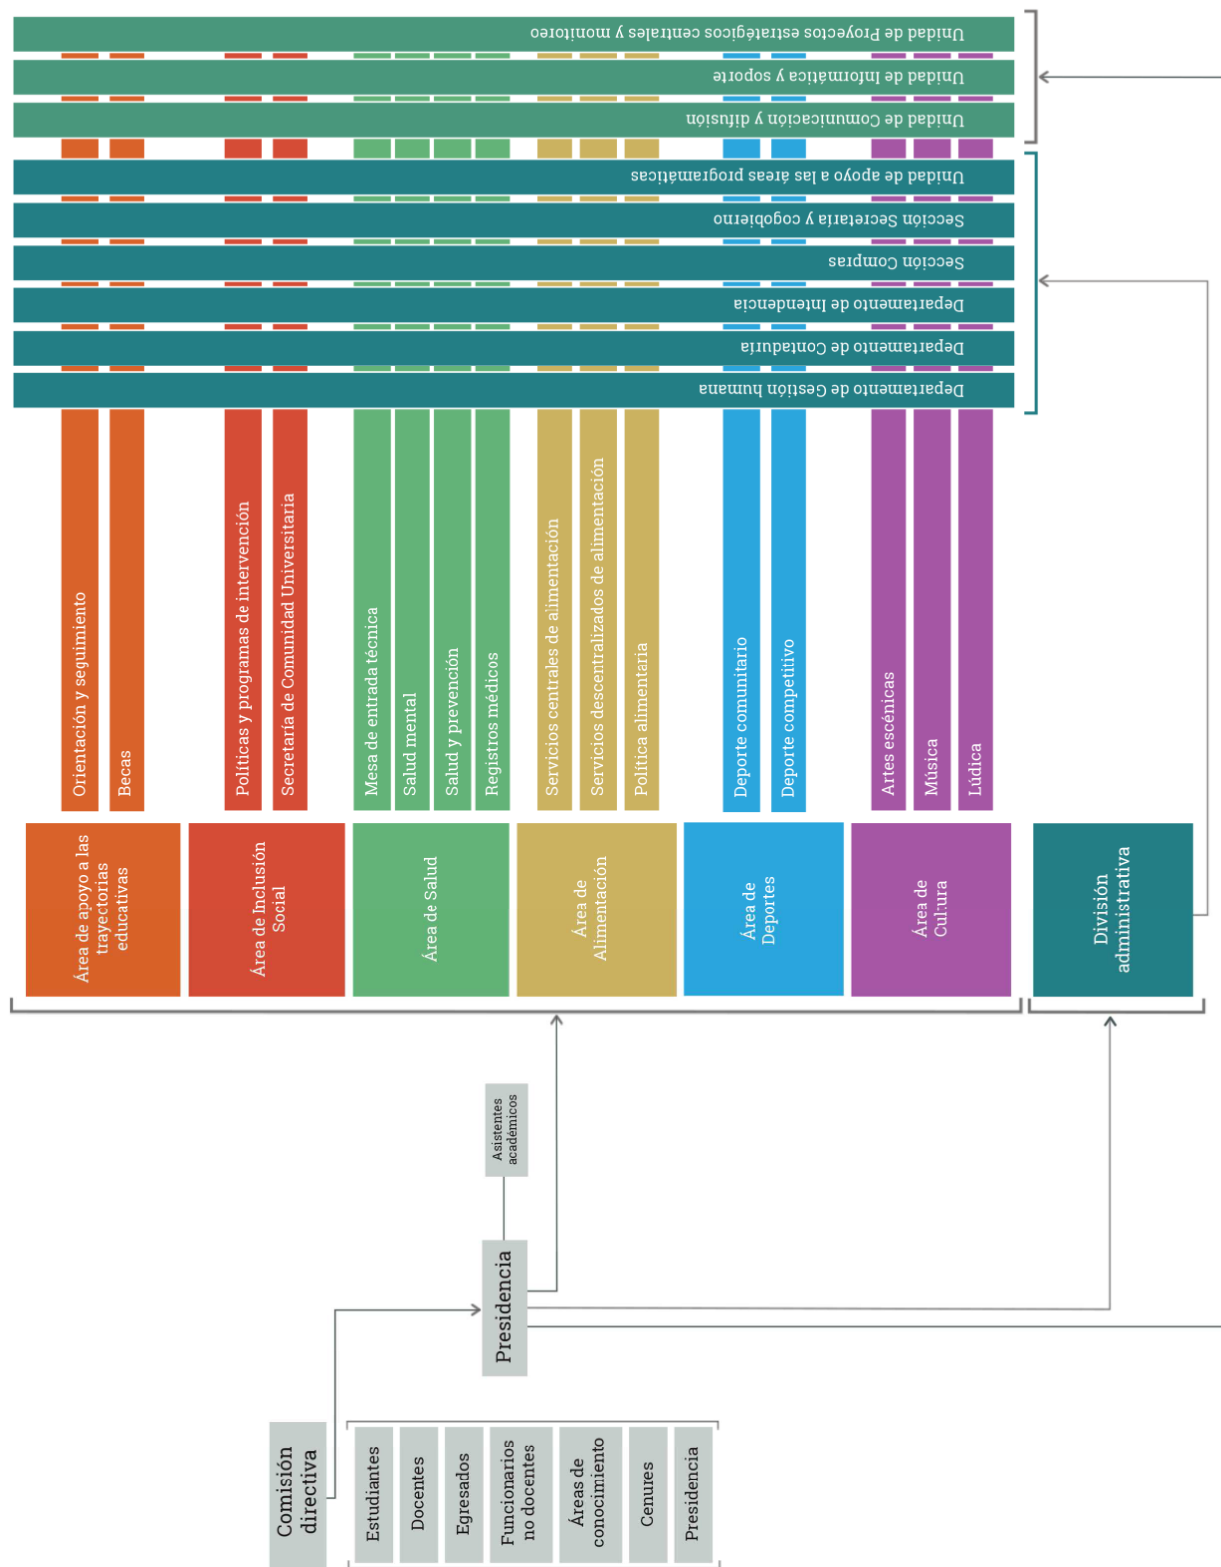 Comisión
directiva
Estudiantes
Docentes
Egresados
Funcionarios
no docentes
Áreas de
conocimiento
Cenures
Presidencia
Presidencia
Asistentes
académicos
Área de apoyo a las
trayectorias
educativas
Orientación y seguimiento
Becas
Área de Inclusión
Social
Políticas y programas de intervención
Secretaría de Comunidad Universitaria
Área de Salud
Mesa de entrada técnica
Salud mental
Salud y prevención
Registros médicos
Área de
Alimentación
Servicios centrales de alimentación
Servicios descentralizados de alimentación
Política alimentaria
Área de
Deportes
Deporte comunitario
Deporte competitivo
Área de
Cultura
Artes escénicas
Música
Lúdica
División
administrativa
Departamento de Gestión humana
Departamento de Contaduría
Departamento de Intendencia
Sección Compras
Sección Secretaría y cogobierno
Unidad de apoyo a las áreas programáticas
Unidad de Comunicación y difusión
Unidad de Informática y soporte
Unidad de Proyectos estratégicos centrales y monitoreo